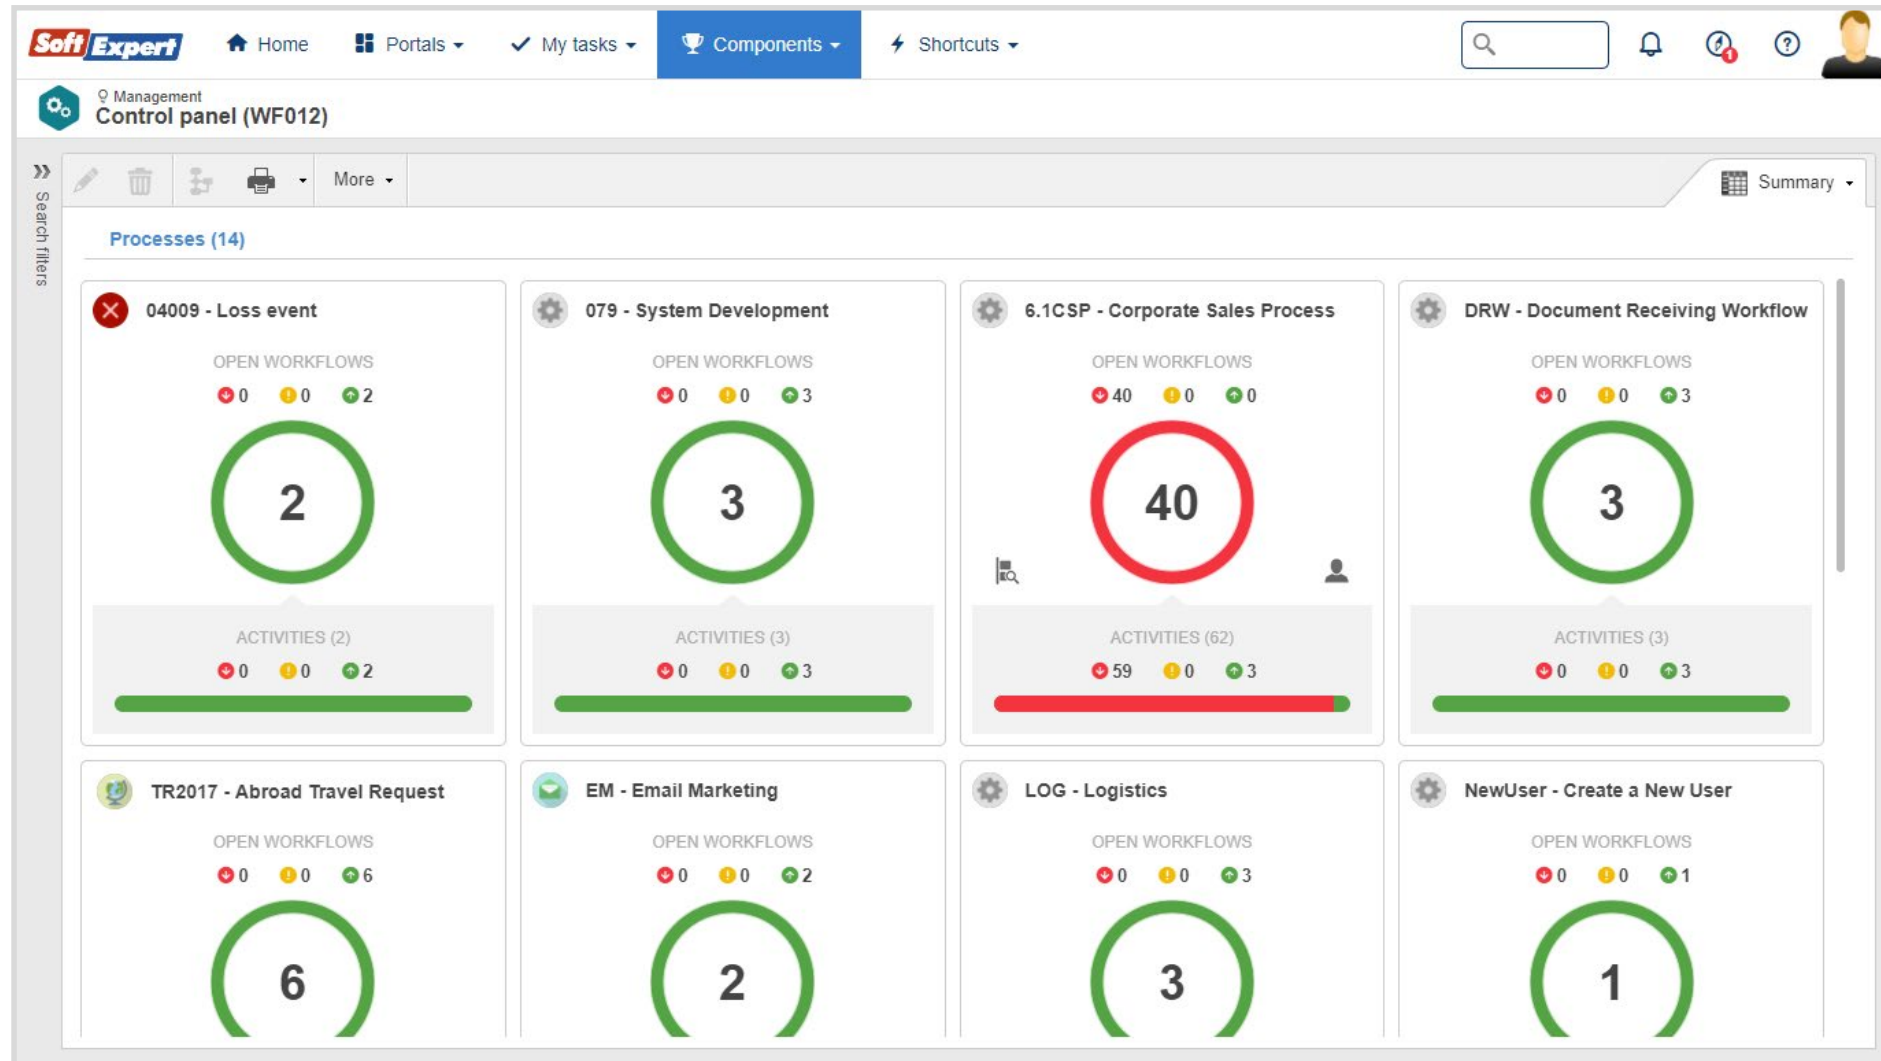 SoftExpert Home Portals My tasks Components Shortcuts 1
Management
Control panel (WF012)
Search filters
More Summary
Processes (14)
04009 - Loss event
OPEN WORKFLOWS
0 0 2
2
ACTIVITIES (2)
0 0 2
079 - System Development
OPEN WORKFLOWS
0 0 3
3
ACTIVITIES (3)
0 0 3
6.1CSP - Corporate Sales Process
OPEN WORKFLOWS
40 0 0
40
ACTIVITIES (62)
59 0 3
DRW - Document Receiving Workflow
OPEN WORKFLOWS
0 0 3
3
ACTIVITIES (3)
0 0 3
TR2017 - Abroad Travel Request
OPEN WORKFLOWS
0 0 6
6
EM - Email Marketing
OPEN WORKFLOWS
0 0 2
2
LOG - Logistics
OPEN WORKFLOWS
0 0 3
3
NewUser - Create a New User
OPEN WORKFLOWS
0 0 1
1